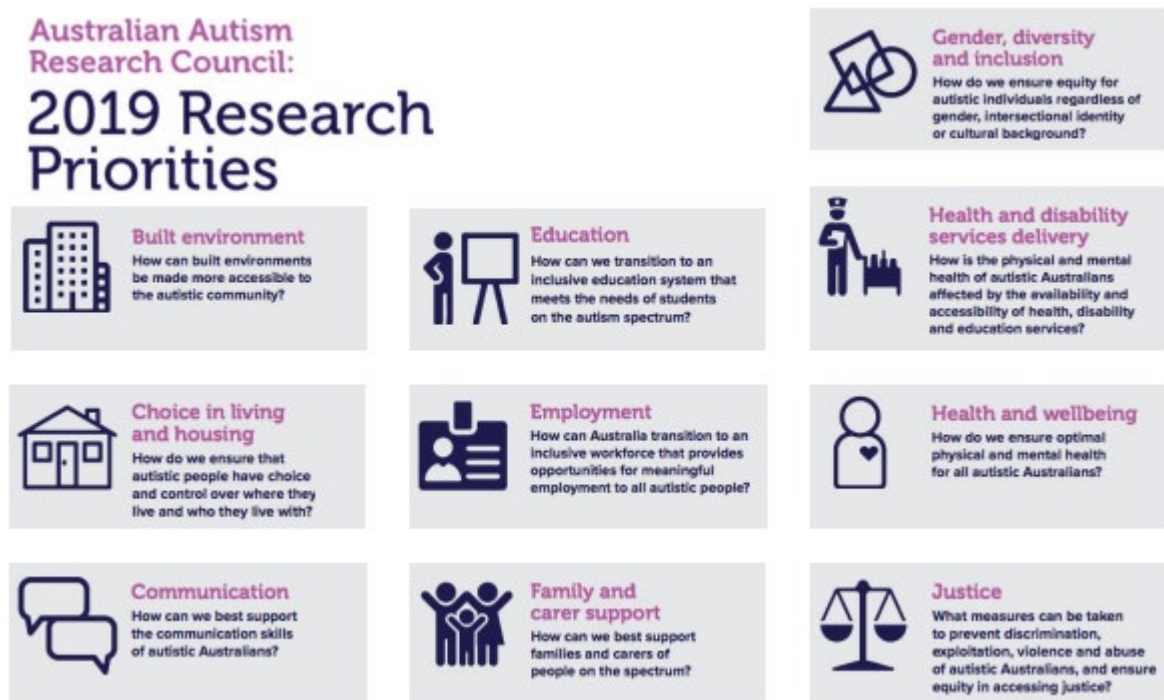 Australian Autism
Research Council:
2019 Research
Priorities
Built environment
How can built environments
be made more accessible to
the autistic community?
Choice in living
and housing
How do we ensure that
autistic people have choice
and control over where they
live and who they live with?
Communication
How can we best support
the communication skills
of autistic Australians?
Education
How can we transition to an
inclusive education system that
meets the needs of students
on the autism spectrum?
Employment
How can Australia transition to an
inclusive workforce that provides
opportunities for meaningful
employment to all autistic people?
Family and
carer support
How can we best support
families and carers of
people on the spectrum?
Gender, diversity
and inclusion
How do we ensure equity for
autistic individuals regardless of
gender, intersectional identity
or cultural background?
Health and disability
services delivery
How is the physical and mental
health of autistic Australians
affected by the availability and
accessibility of health, disability
and education services?
Health and wellbeing
How do we ensure optimal
physical and mental health
for all autistic Australians?
Justice
What measures can be taken
to prevent discrimination,
exploitation, violence and abuse
of autistic Australians, and ensure
equity in accessing justice?